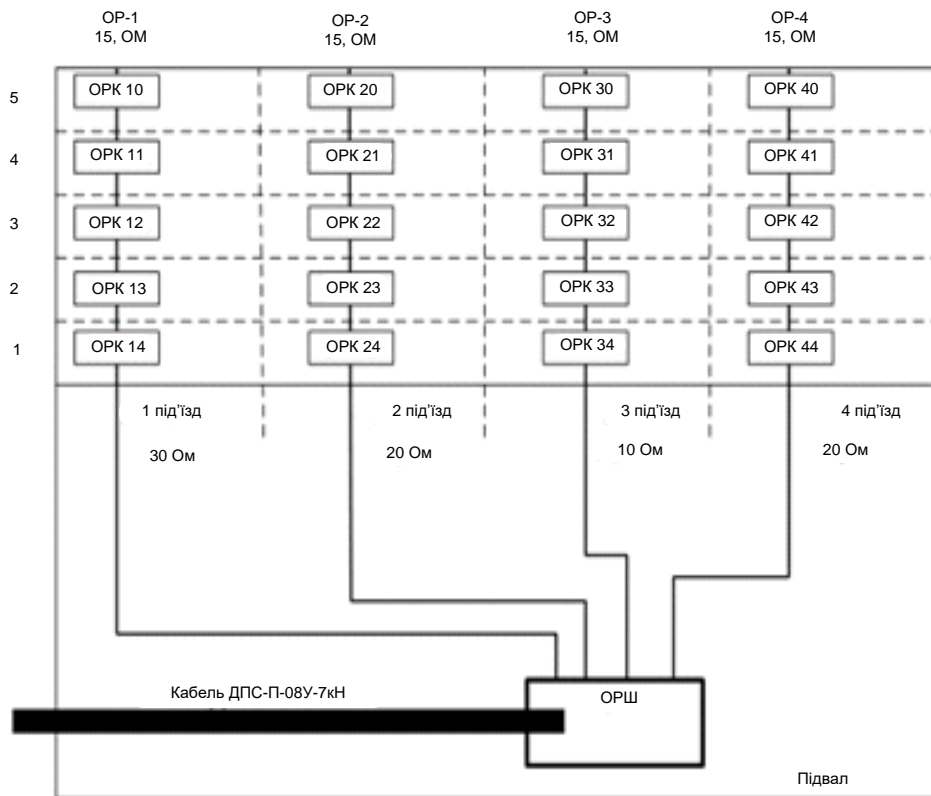 ОР-1
15, ОМ
ОР-2
15, ОМ
ОР-3
15, ОМ
ОР-4
15, ОМ
5
ОРК 10
ОРК 20
ОРК 30
ОРК 40
4
ОРК 11
ОРК 21
ОРК 31
ОРК 41
3
ОРК 12
ОРК 22
ОРК 32
ОРК 42
2
ОРК 13
ОРК 23
ОРК 33
ОРК 43
1
ОРК 14
ОРК 24
ОРК 34
ОРК 44
1 під’їзд
2 під’їзд
3 під’їзд
4 під’їзд
30 Ом
20 Ом
10 Ом
20 Ом
Кабель ДПС-П-08У-7кН
ОРШ
Підвал